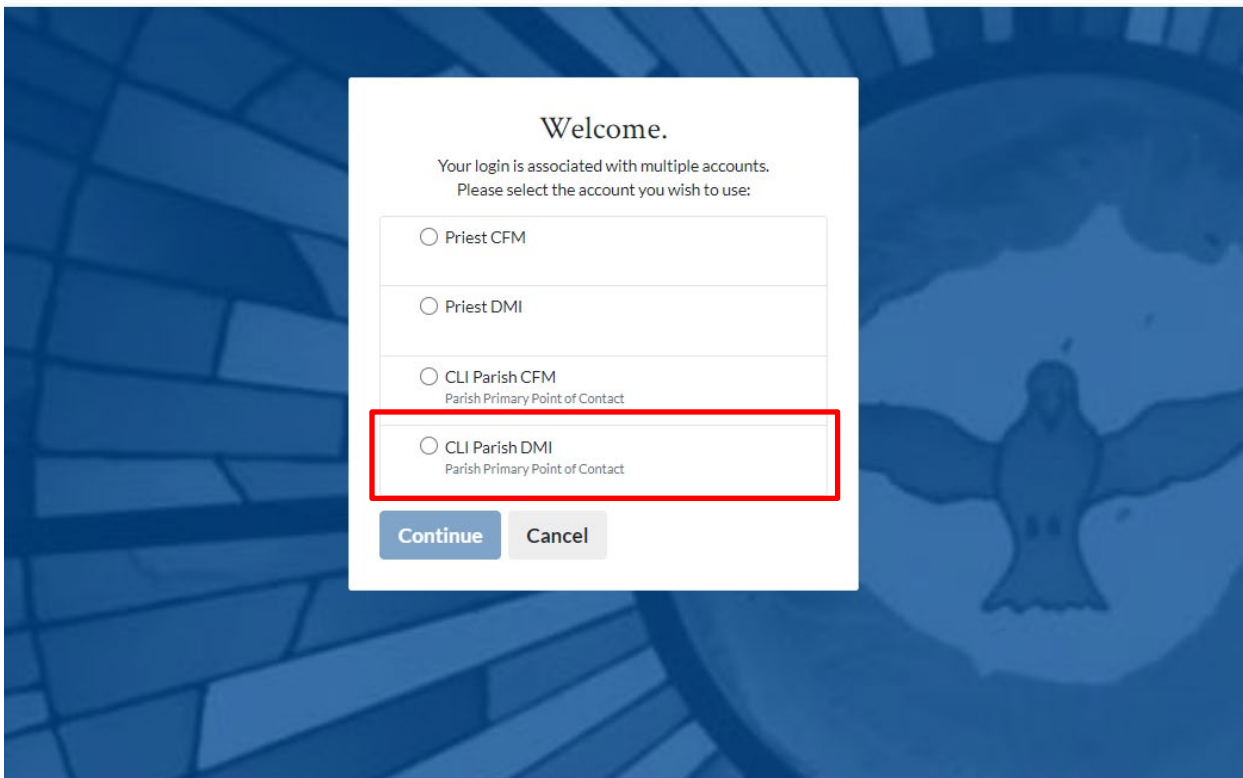 Welcome.
Your login is associated with multiple accounts.
Please select the account you wish to use:
Priest CFM
Priest DMI
CLI Parish CFM
Parish Primary Point of Contact
CLI Parish DMI
Parish Primary Point of Contact
Continue Cancel